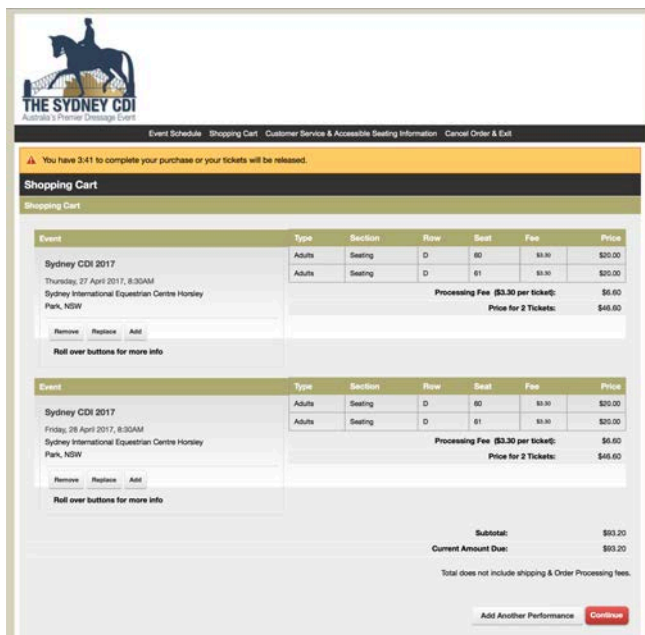 THE SYDNEY CDI
Australia's Premier Dressage Event
Event Schedule Shopping Cart Customer Service & Accessible Seating Information Cancel Order & Exit
You have 3:41 to complete your purchase or your tickets will be released.
Shopping Cart
Shopping Cart
Event Type Section Row Seat Fee Price
Sydney CDI 2017
Thursday, 27 April 2017, 8:30AM
Sydney International Equestrian Centre Horsley
Park, NSW
Adults Seating D 60 $3.30 $20.00
Adults Seating D 61 $3.30 $20.00
Processing Fee ($3.30 per ticket): $6.60
Price for 2 Tickets: $46.60
Remove Replace Add
Roll over buttons for more info
Event Type Section Row Seat Fee Price
Sydney CDI 2017
Friday, 28 April 2017, 8:30AM
Sydney International Equestrian Centre Horsley
Park, NSW
Adults Seating D 60 $3.30 $20.00
Adults Seating D 61 $3.30 $20.00
Processing Fee ($3.30 per ticket): $6.60
Price for 2 Tickets: $46.60
Remove Replace Add
Roll over buttons for more info
Subtotal: $93.20
Current Amount Due: $93.20
Total does not include shipping & Order Processing fees.
Add Another Performance Continue